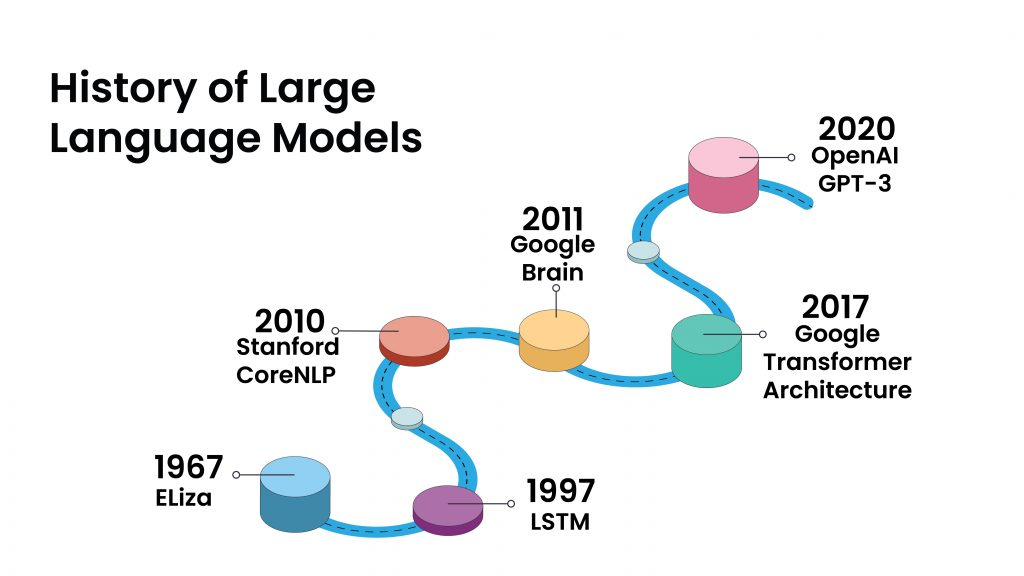 History of Large
Language Models
2020
OpenAI
GPT-3
2011
Google
Brain
2017
Google
Transformer
Architecture
2010
Stanford
CoreNLP
1967
ELiza
1997
LSTM